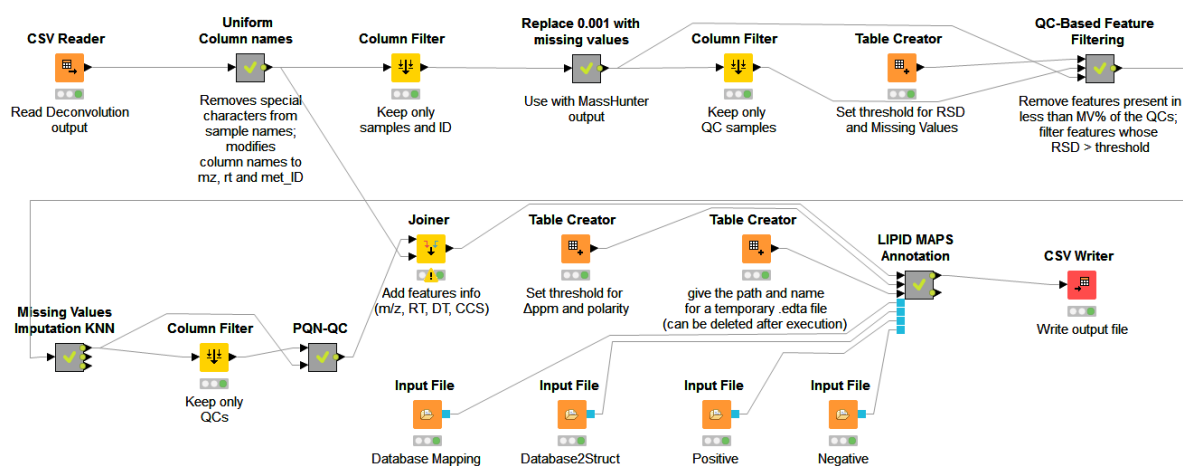 CSV Reader
Read Deconvolution
output
Uniform
Column names
Removes special
characters from
sample names;
modifies
column names to
mz, rt and met_ID
Column Filter
Keep only
samples and ID
Replace 0.001 with
missing values
Use with MassHunter
output
Column Filter
Keep only
QC samples
Table Creator
Set threshold for RSD
and Missing Values
QC-Based Feature
Filtering
Remove features present in
less than MV% of the QCs;
filter features whose
RSD > threshold
Missing Values
Imputation KNN
Column Filter
Keep only
QCs
PQN-QC
Joiner
Add features info
(m/z, RT, DT, CCS)
Table Creator
Set threshold for
Δppm and polarity
Table Creator
give the path and name
for a temporary .edta file
(can be deleted after execution)
LIPID MAPS
Annotation
CSV Writer
Write output file
Input File
Database Mapping
Input File
Database2Struct
Input File
Positive
Input File
Negative